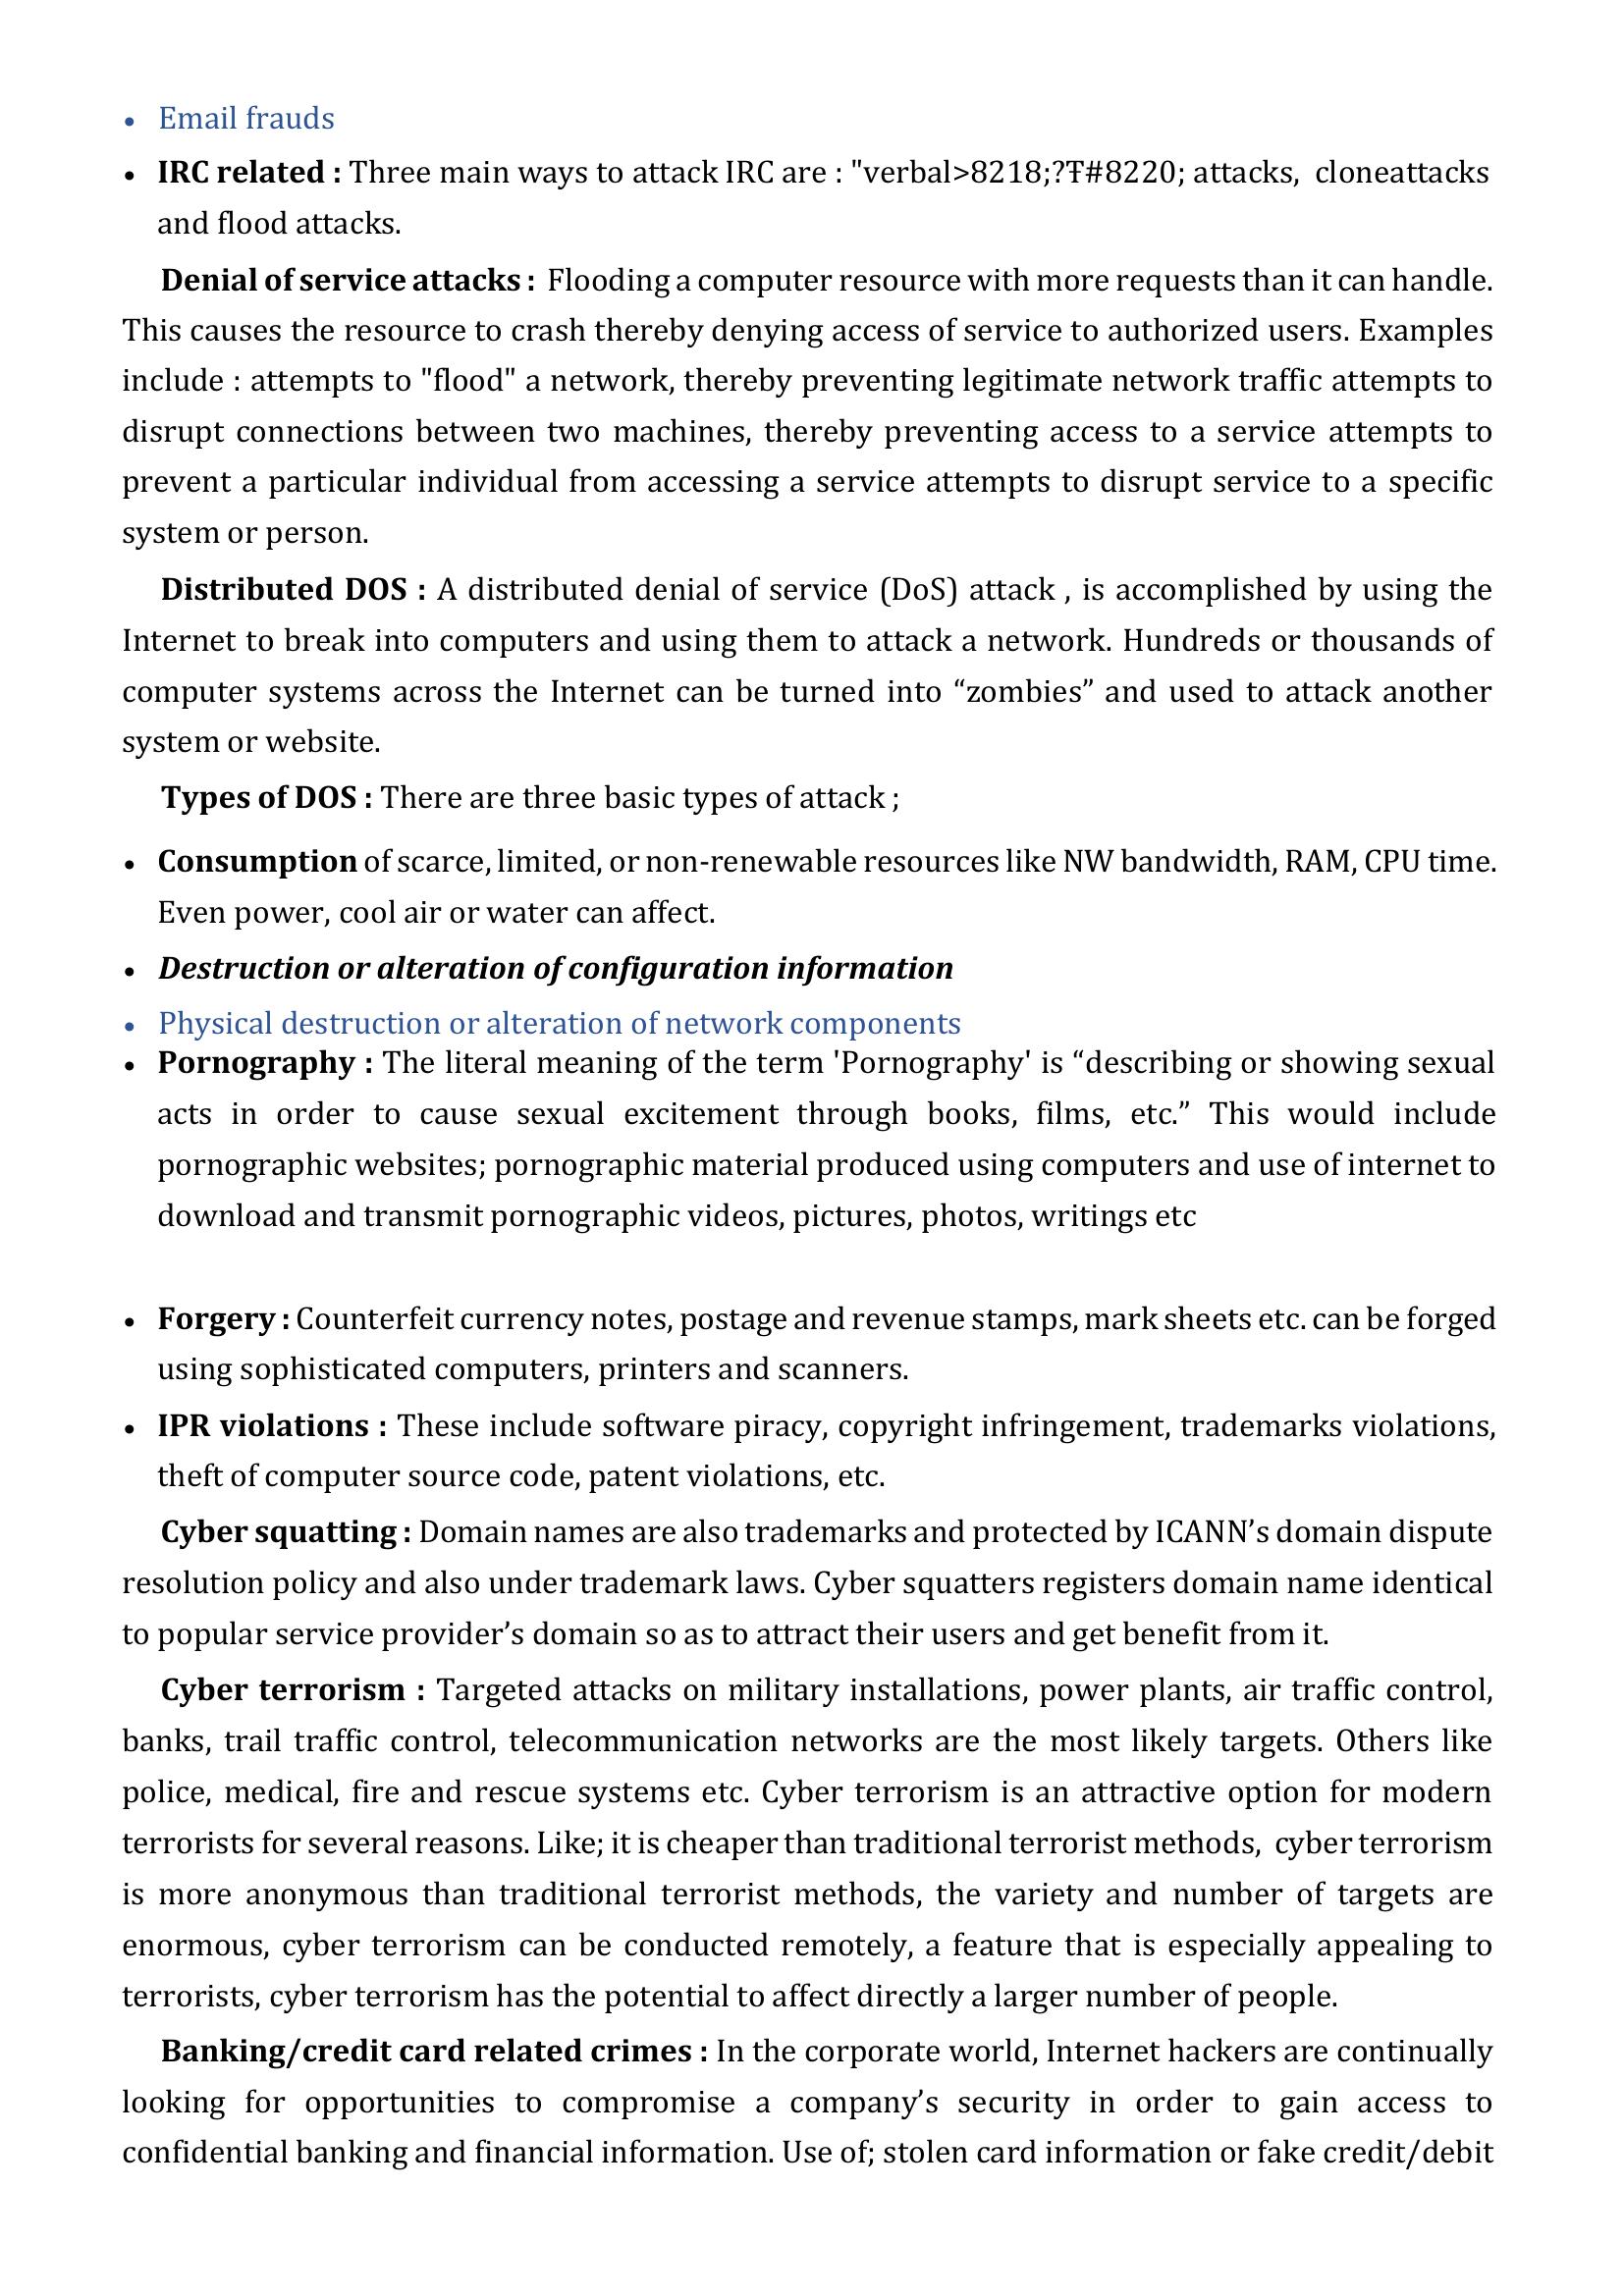 • Email frauds
• IRC related : Three main ways to attack IRC are : "verbal>8218;?Ŧ#8220; attacks, cloneattacks
and flood attacks.
Denial of service attacks : Flooding a computer resource with more requests than it can handle.
This causes the resource to crash thereby denying access of service to authorized users. Examples
include : attempts to "flood" a network, thereby preventing legitimate network traffic attempts to
disrupt connections between two machines, thereby preventing access to a service attempts to
prevent a particular individual from accessing a service attempts to disrupt service to a specific
system or person.
Distributed DOS : A distributed denial of service (DoS) attack , is accomplished by using the
Internet to break into computers and using them to attack a network. Hundreds or thousands of
computer systems across the Internet can be turned into “zombies” and used to attack another
system or website.
Types of DOS : There are three basic types of attack ;
• Consumption of scarce, limited, or non-renewable resources like NW bandwidth, RAM, CPU time.
Even power, cool air or water can affect.
• Destruction or alteration of configuration information
• Physical destruction or alteration of network components
• Pornography : The literal meaning of the term 'Pornography' is “describing or showing sexual
acts in order to cause sexual excitement through books, films, etc.” This would include
pornographic websites; pornographic material produced using computers and use of internet to
download and transmit pornographic videos, pictures, photos, writings etc
• Forgery : Counterfeit currency notes, postage and revenue stamps, mark sheets etc. can be forged
using sophisticated computers, printers and scanners.
• IPR violations : These include software piracy, copyright infringement, trademarks violations,
theft of computer source code, patent violations, etc.
Cyber squatting : Domain names are also trademarks and protected by ICANN’s domain dispute
resolution policy and also under trademark laws. Cyber squatters registers domain name identical
to popular service provider’s domain so as to attract their users and get benefit from it.
Cyber terrorism : Targeted attacks on military installations, power plants, air traffic control,
banks, trail traffic control, telecommunication networks are the most likely targets. Others like
police, medical, fire and rescue systems etc. Cyber terrorism is an attractive option for modern
terrorists for several reasons. Like; it is cheaper than traditional terrorist methods, cyber terrorism
is more anonymous than traditional terrorist methods, the variety and number of targets are
enormous, cyber terrorism can be conducted remotely, a feature that is especially appealing to
terrorists, cyber terrorism has the potential to affect directly a larger number of people.
Banking/credit card related crimes : In the corporate world, Internet hackers are continually
looking for opportunities to compromise a company’s security in order to gain access to
confidential banking and financial information. Use of; stolen card information or fake credit/debit